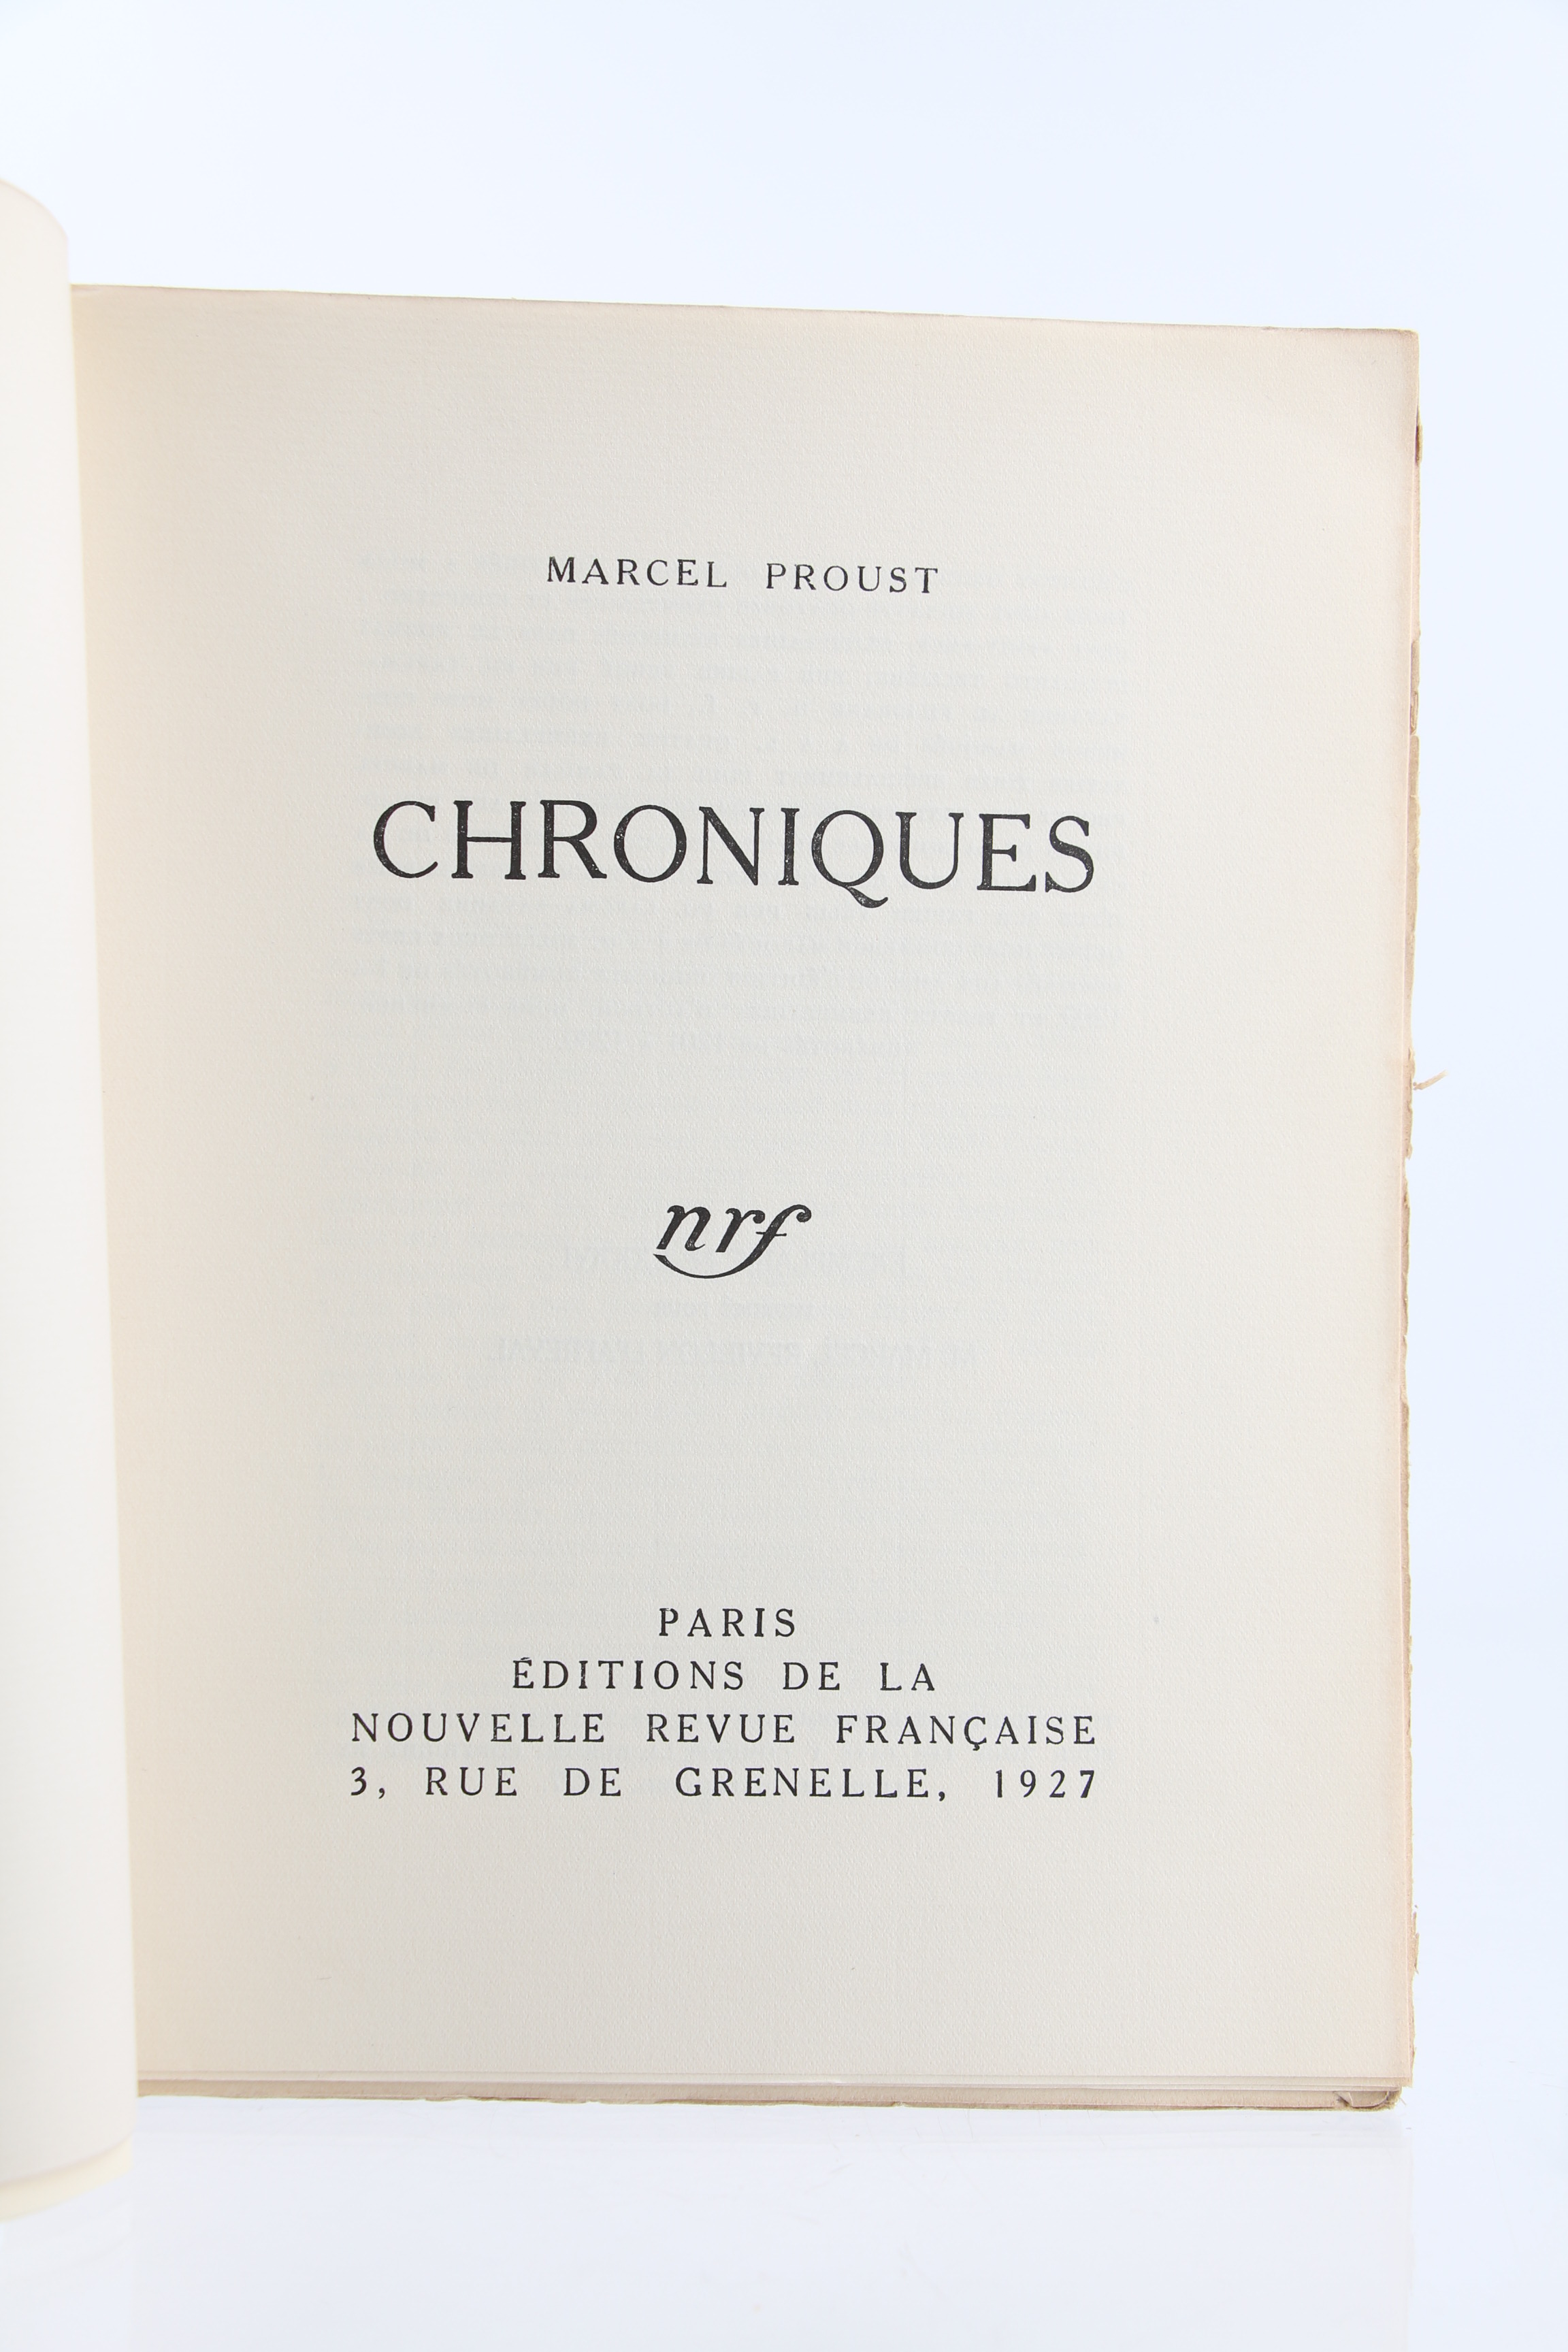 MARCEL PROUST
CHRONIQUES
nrf
PARIS
ÉDITIONS DE LA
NOUVELLE REVUE FRANÇAISE
3, RUE DE GRENELLE, 1927